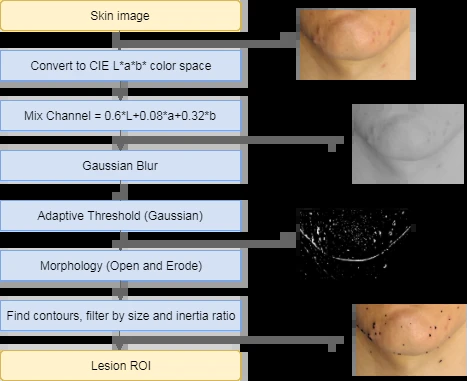 Skin image
Convert to CIE L*a*b* color space
Mix Channel = 0.6*L+0.08*a+0.32*b
Gaussian Blur
Adaptive Threshold (Gaussian)
Morphology (Open and Erode)
Find contours, filter by size and inertia ratio
Lesion ROI